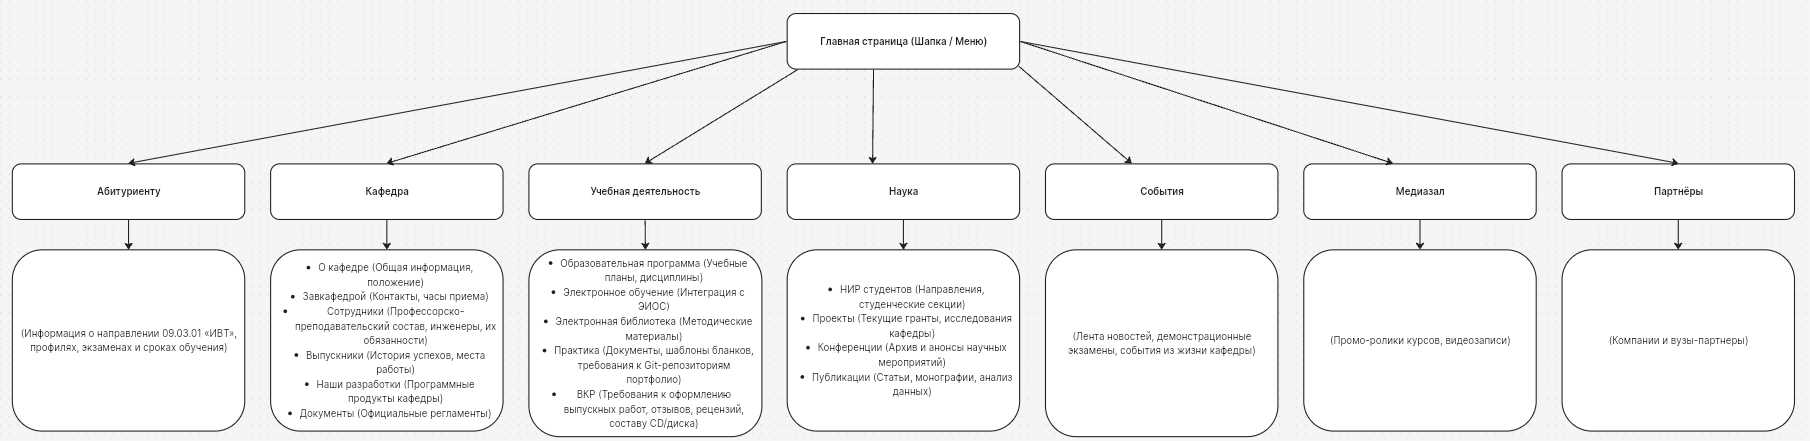 Главная страница (Шапка / Меню)
Абитуриенту
Кафедра
Учебная деятельность
Наука
События
Медиазал
Партнёры
(Информация о направлении 09.03.01 «ИВТ»,
профилях, экзаменах и сроках обучения)
• О кафедре (Общая информация,
положение)
• Завкафедрой (Контакты, часы приема)
• Сотрудники (Профессорско-
преподавательский состав, инженеры, их
обязанности)
• Выпускники (История успехов, места
работы)
• Наши разработки (Программные
продукты кафедры)
• Документы (Официальные регламенты)
• Образовательная программа (Учебные
планы, дисциплины)
• Электронное обучение (Интеграция с
ЭИОС)
• Электронная библиотека (Методические
материалы)
• Практика (Документы, шаблоны бланков,
требования к Git-репозиториям
портфолио)
• ВКР (Требования к оформлению
выпускных работ, отзывов, рецензий,
составу CD/диска)
• НИР студентов (Направления,
студенческие секции)
• Проекты (Текущие гранты, исследования
кафедры)
• Конференции (Архив и анонсы научных
мероприятий)
• Публикации (Статьи, монографии, анализ
данных)
(Лента новостей, демонстрационные
экзамены, события из жизни кафедры)
(Промо-ролики курсов, видеозаписи)
(Компании и вузы-партнеры)